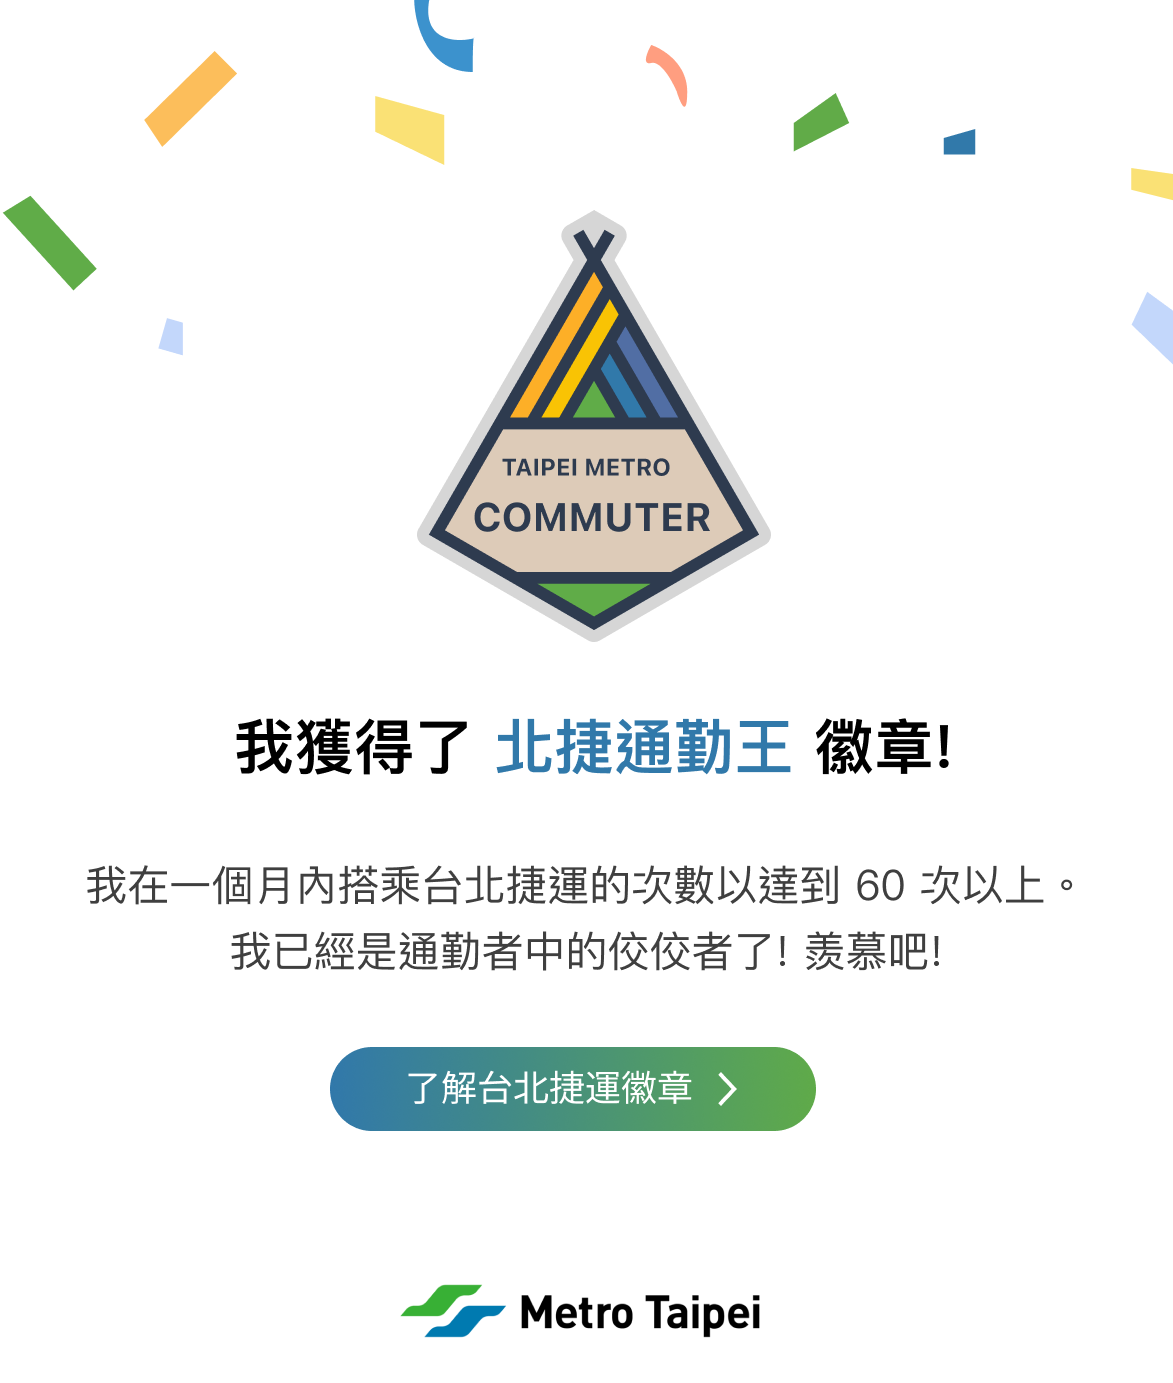 TAIPEI METRO
COMMUTER
我獲得了 北捷通勤王 徽章!
我在一個月內搭乘台北捷運的次數以達到 60 次以上。
我已經是通勤者中的佼佼者了! 羨慕吧!
了解台北捷運徽章
Metro Taipei